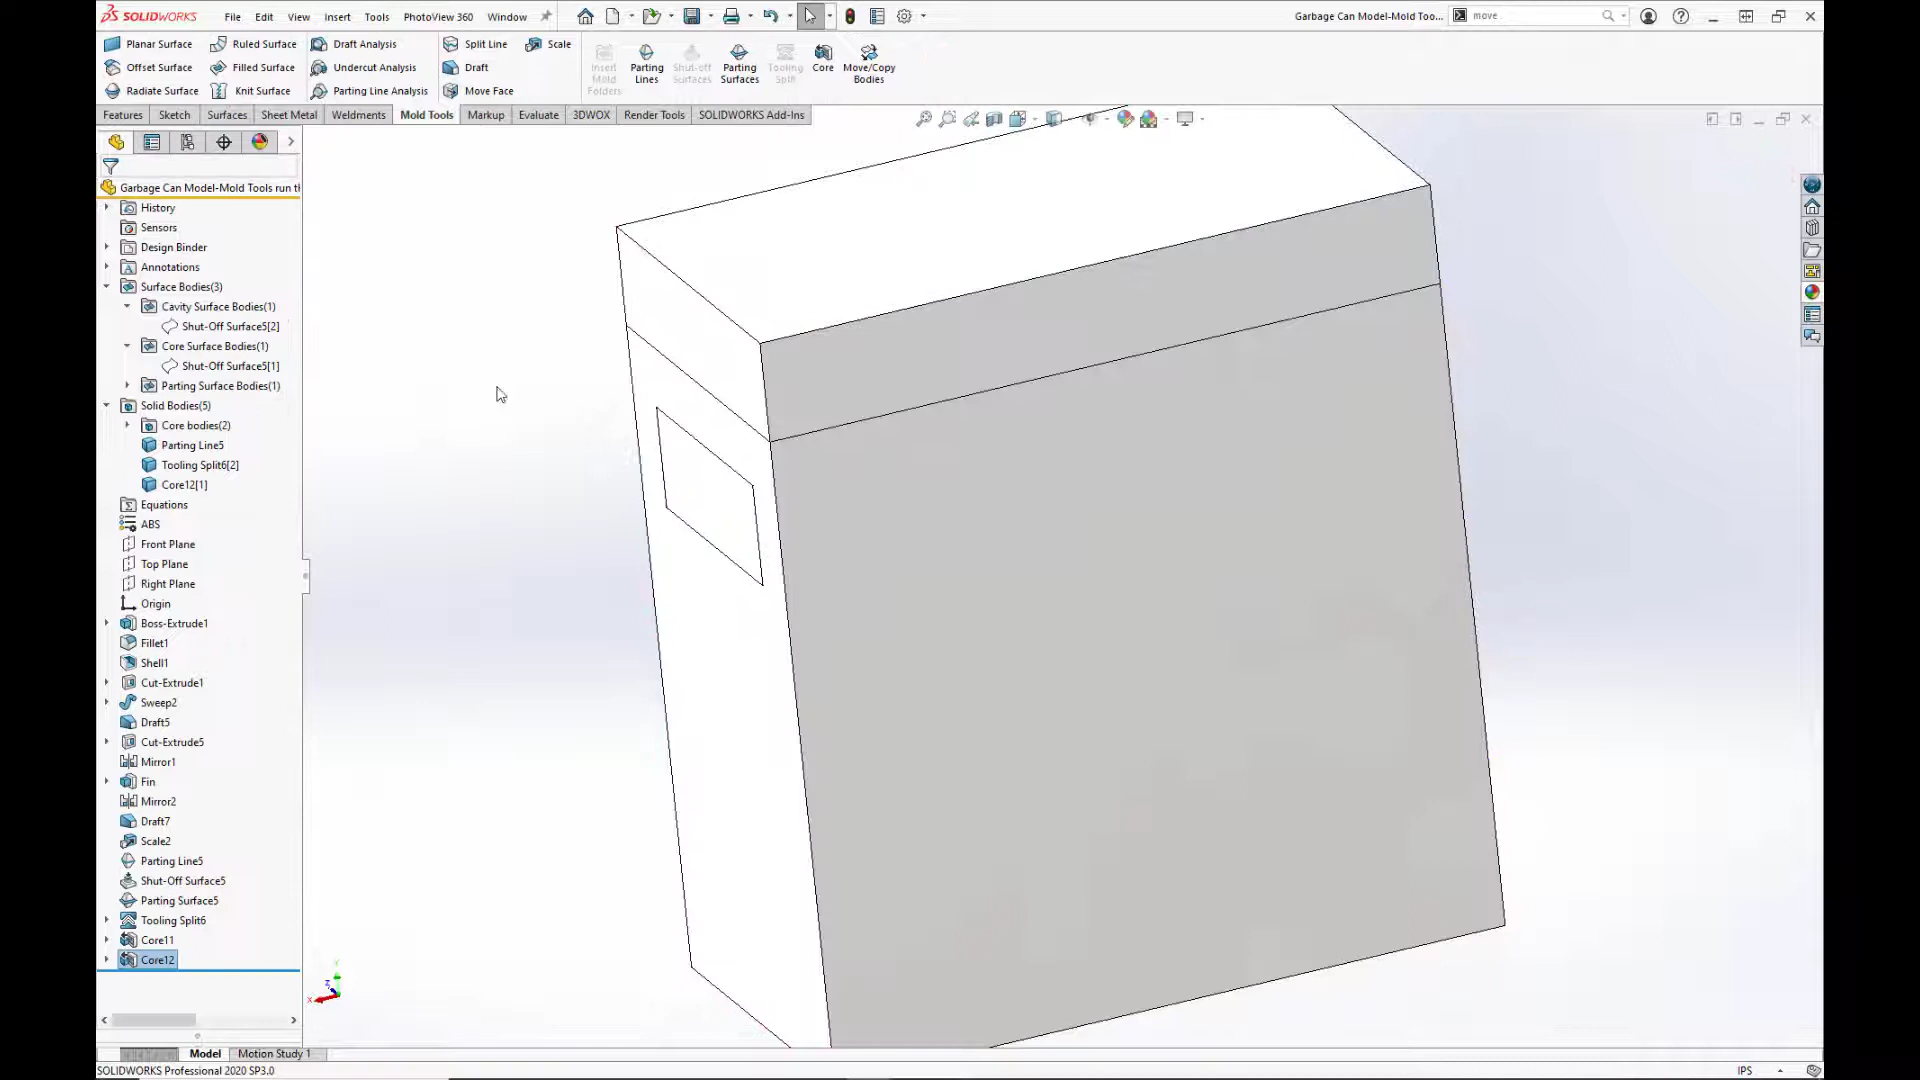 SOLIDWORKS File Edit View Insert Tools PhotoView 360 Window Garbage Can Model-Mold Too... move
Planar Surface Ruled Surface Draft Analysis Split Line Scale
Offset Surface Filled Surface Undercut Analysis Draft
Radiate Surface Knit Surface Parting Line Analysis Move Face
Insert Mold Folders
Parting Lines
Shut-off Surfaces
Parting Surfaces
Tooling Split
Core
Move/Copy Bodies
Features Sketch Surfaces Sheet Metal Weldments Mold Tools Markup Evaluate 3DWOX Render Tools SOLIDWORKS Add-Ins
Garbage Can Model-Mold Tools run th
History
Sensors
Design Binder
Annotations
Surface Bodies(3)
Cavity Surface Bodies(1)
Shut-Off Surface5[2]
Core Surface Bodies(1)
Shut-Off Surface5[1]
Parting Surface Bodies(1)
Solid Bodies(5)
Core bodies(2)
Parting Line5
Tooling Split6[2]
Core12[1]
Equations
ABS
Front Plane
Top Plane
Right Plane
Origin
Boss-Extrude1
Fillet1
Shell1
Cut-Extrude1
Sweep2
Draft5
Cut-Extrude5
Mirror1
Fin
Mirror2
Draft7
Scale2
Parting Line5
Shut-Off Surface5
Parting Surface5
Tooling Split6
Core11
Core12
Y
Z
X
Model Motion Study 1
SOLIDWORKS Professional 2020 SP3.0 IPS